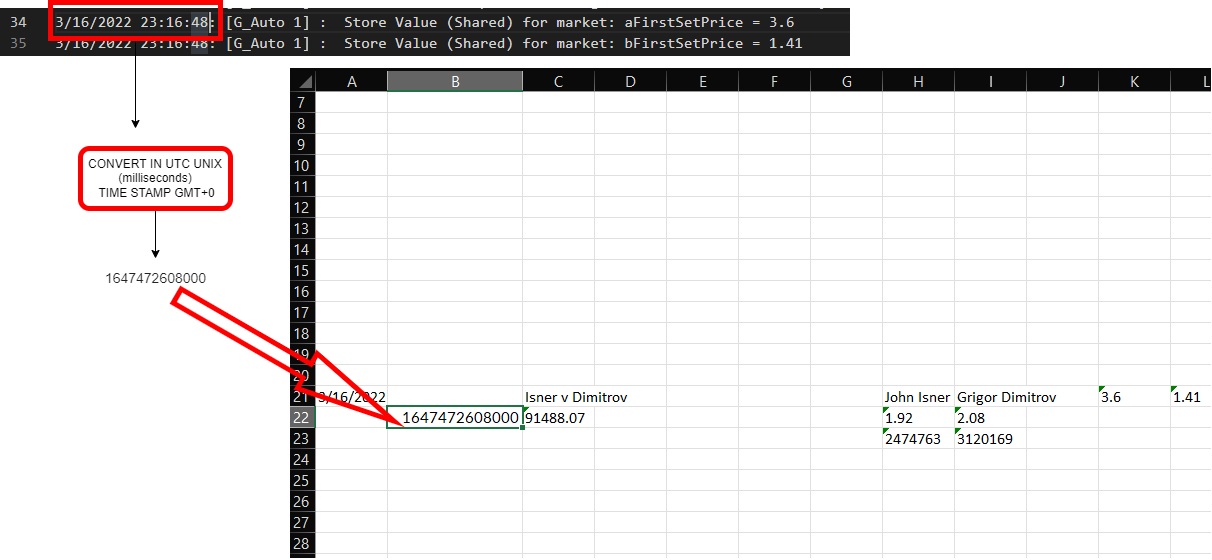 34 3/16/2022 23:16:48: [G_Auto 1] : Store Value (Shared) for market: aFirstSetPrice = 3.6
35 3/16/2022 23:16:48: [G_Auto 1] : Store Value (Shared) for market: bFirstSetPrice = 1.41
CONVERT IN UTC UNIX
(milliseconds)
TIME STAMP GMT+0
1647472608000
A B C D E F G H I J K L
7
8
9
10
11
12
13
14
15
16
17
18
19
20
21 3/16/2022 Isner v Dimitrov John Isner Grigor Dimitrov 3.6 1.41
22 1647472608000 91488.07 1.92 2.08
23 2474763 3120169
24
25
26
27
28